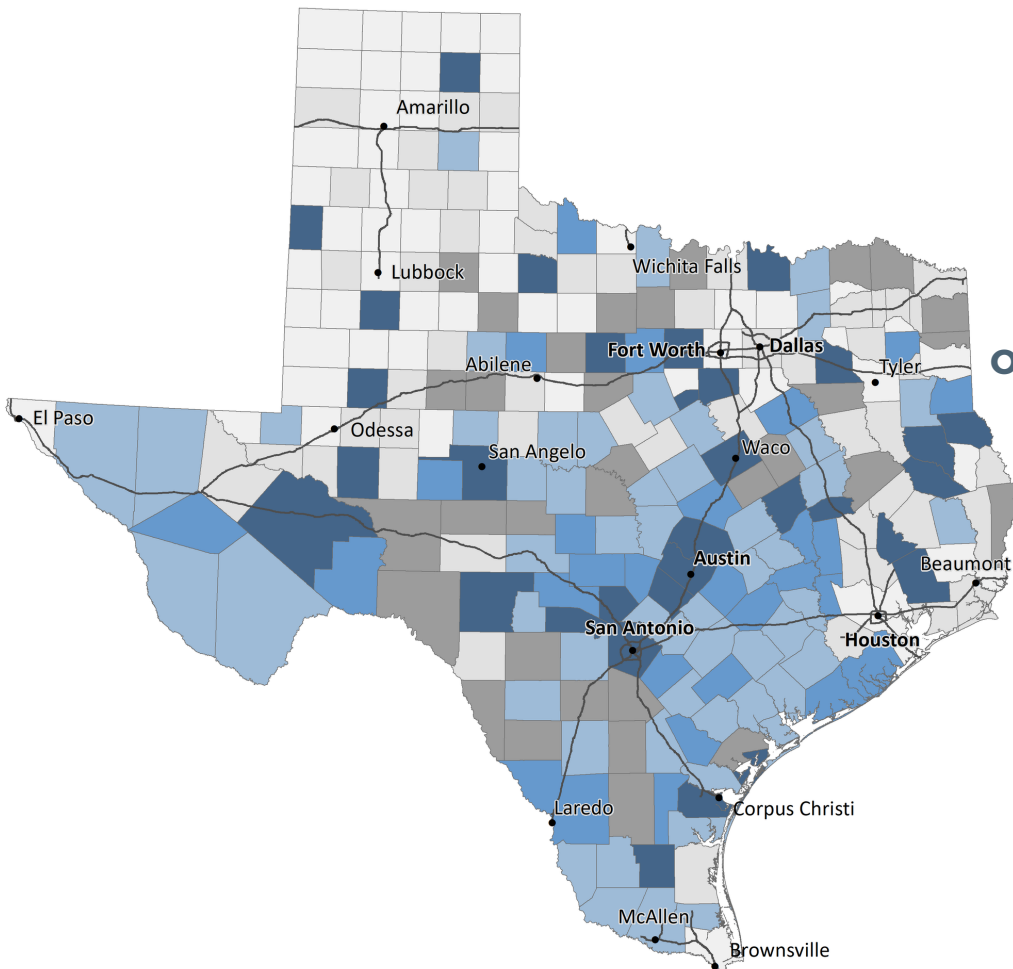 Amarillo
Wichita Falls
Lubbock
Fort Worth
Dallas
Abilene
Tyler
El Paso
Odessa
San Angelo
Waco
Austin
Beaumont
San Antonio
Houston
Laredo
Corpus Christi
McAllen
Brownsville